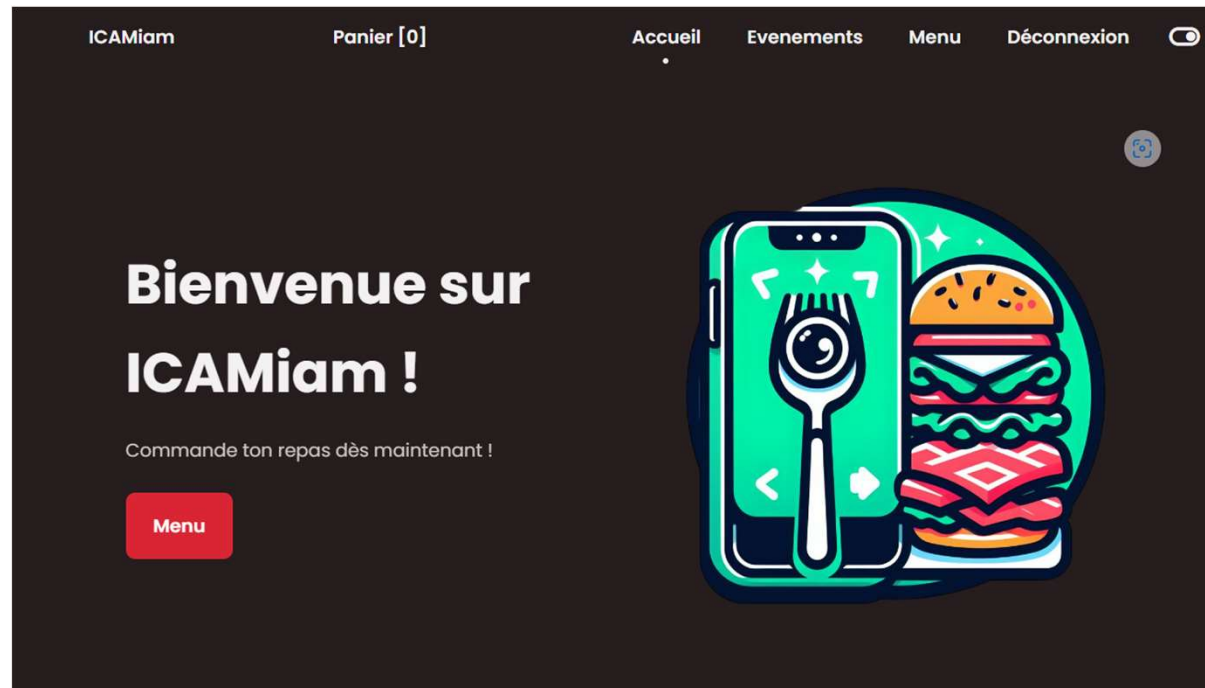 ICAMiam Panier [0] Accueil Evenements Menu Déconnexion
Bienvenue sur
ICAMiam !
Commande ton repas dès maintenant !
Menu